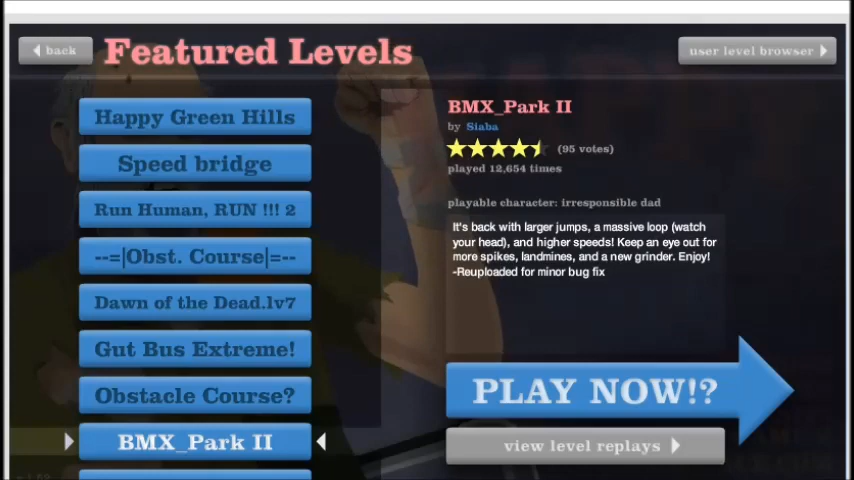 back
Featured Levels
user level browser
Happy Green Hills
Speed bridge
Run Human, RUN !!! 2
--=|Obst. Course|=--
Dawn of the Dead.lv7
Gut Bus Extreme!
Obstacle Course?
BMX_Park II
BMX_Park II
by Siaba
(95 votes)
played 12,654 times
playable character: irresponsible dad
It's back with larger jumps, a massive loop (watch
your head), and higher speeds! Keep an eye out for
more spikes, landmines, and a new grinder. Enjoy!
-Reuploaded for minor bug fix
PLAY NOW!?
view level replays